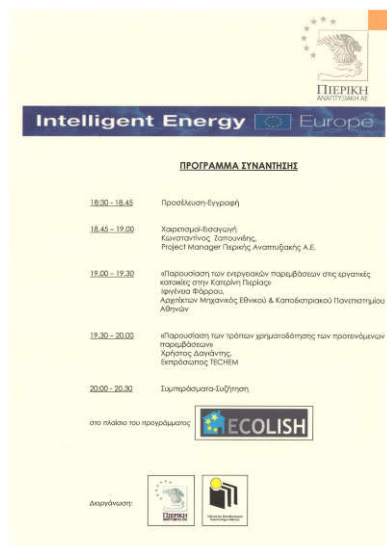 ΠΙΕΡΙΚΗ
ΑΝΑΠΤΥΞΙΑΚΗ ΑΕ
Intelligent Energy Europe
ΠΡΟΓΡΑΜΜΑ ΣΥΝΑΝΤΗΣΗΣ
18:30 – 18.45 Προσέλευση-Εγγραφή
18.45 – 19.00 Χαιρετισμοί-Εισαγωγή
Κωνσταντίνος Ζαπουνίδης,
Project Manager Πιερικής Αναπτυξιακής Α.Ε.
19.00 – 19.30 «Παρουσίαση των ενεργειακών παρεμβάσεων στις εργατικές
κατοικίες στην Κατερίνη Πιερίας»
Ιφιγένεια Φάρρου,
Αρχιτέκτων Μηχανικός Εθνικού & Καποδιστριακού Πανεπιστημίου
Αθηνών
19.30 – 20.00 «Παρουσίαση των τρόπων χρηματοδότησης των προτεινόμενων
παρεμβάσεων»
Χρήστος Δαγιάντης,
Εκπρόσωπος TECHEM
20:00 – 20.30 Συμπεράσματα-Συζήτηση
στο πλαίσιο του προγράμματος ECOLISH
Διοργάνωση:
ΠΙΕΡΙΚΗ